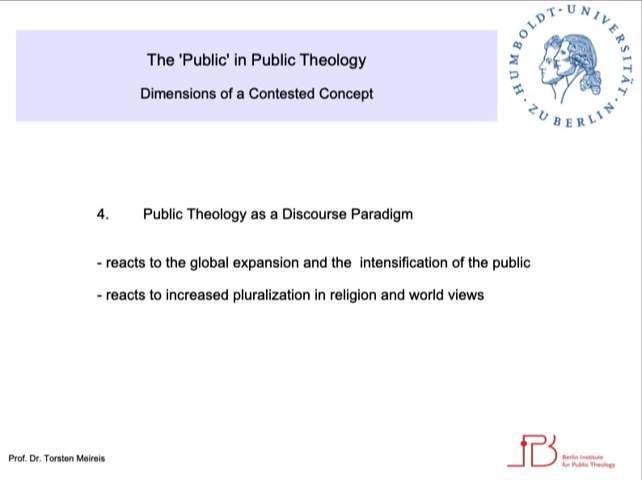 The 'Public' in Public Theology
Dimensions of a Contested Concept
HUMBOLDT-UNIVERSITÄT · ZU BERLIN ·
4. Public Theology as a Discourse Paradigm
- reacts to the global expansion and the intensification of the public
- reacts to increased pluralization in religion and world views
Prof. Dr. Torsten Meireis
Berlin Institute
for Public Theology